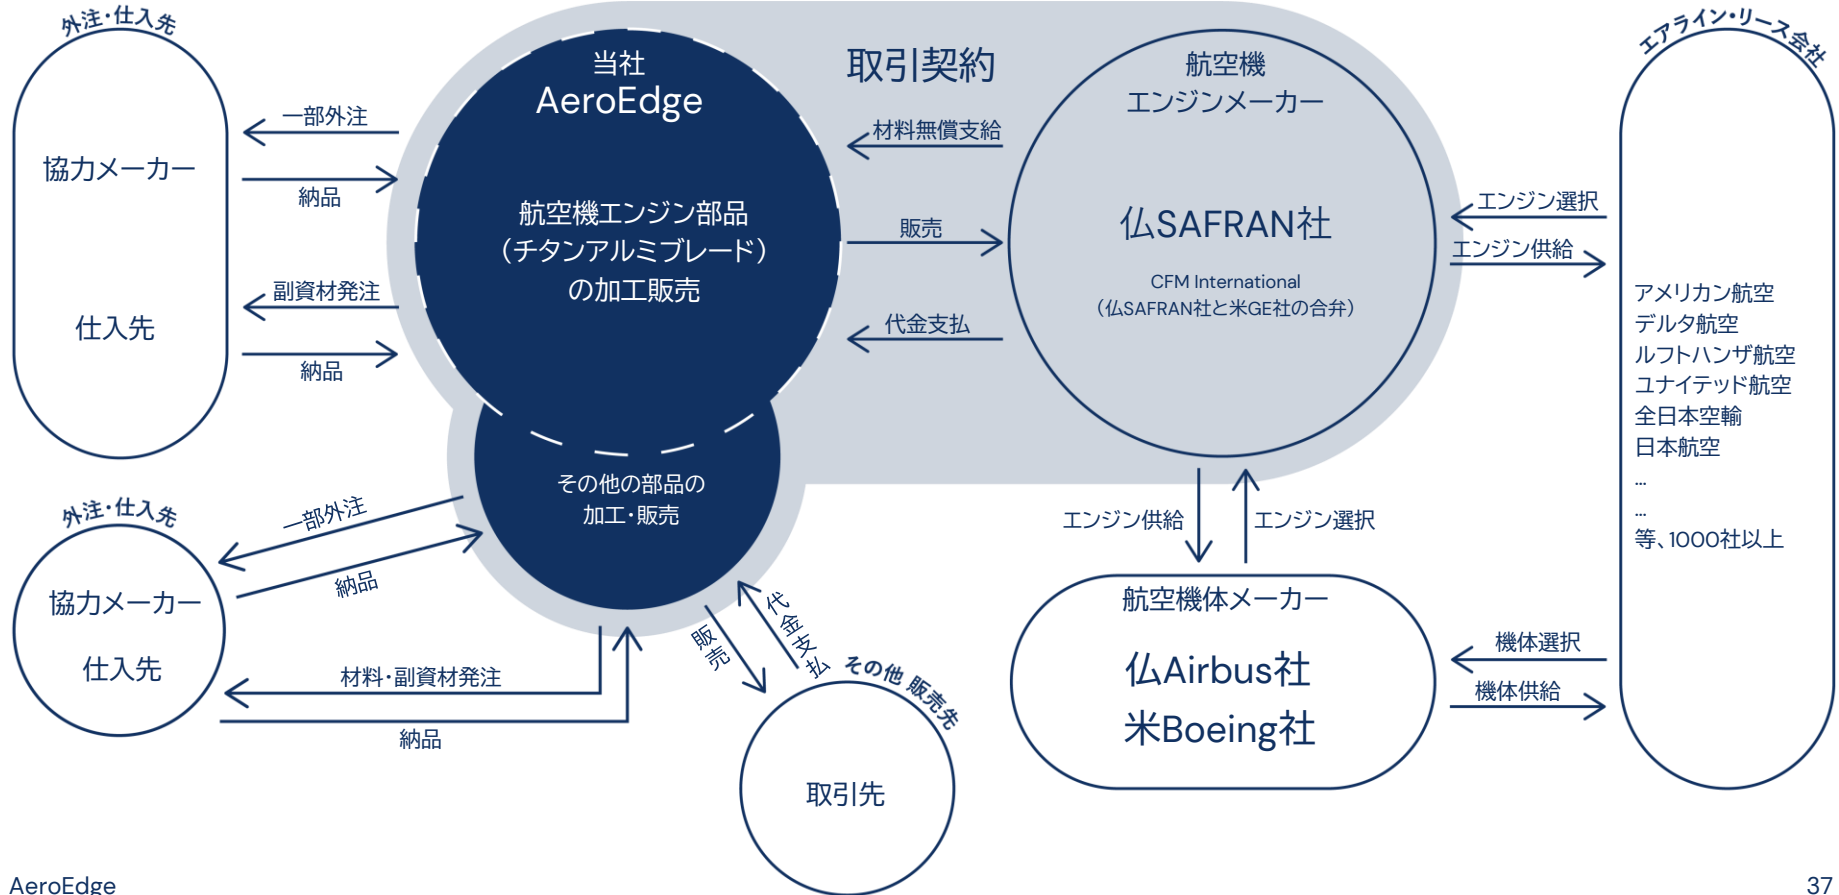 外注・仕入先
協力メーカー
仕入先
一部外注
納品
副資材発注
納品
当社
AeroEdge
航空機エンジン部品
（チタンアルミブレード）
の加工販売
その他の部品の
加工・販売
取引契約
材料無償支給
販売
代金支払
航空機
エンジンメーカー
仏SAFRAN社
CFM International
（仏SAFRAN社と米GE社の合弁）
エンジン選択
エンジン供給
エアライン・リース会社
アメリカン航空
デルタ航空
ルフトハンザ航空
ユナイテッド航空
全日本空輸
日本航空
...
...
等、1000社以上
外注・仕入先
協力メーカー
仕入先
一部外注
納品
材料・副資材発注
納品
販売
代金支払
その他 販売先
取引先
エンジン供給
エンジン選択
航空機体メーカー
仏Airbus社
米Boeing社
機体選択
機体供給
AeroEdge
37